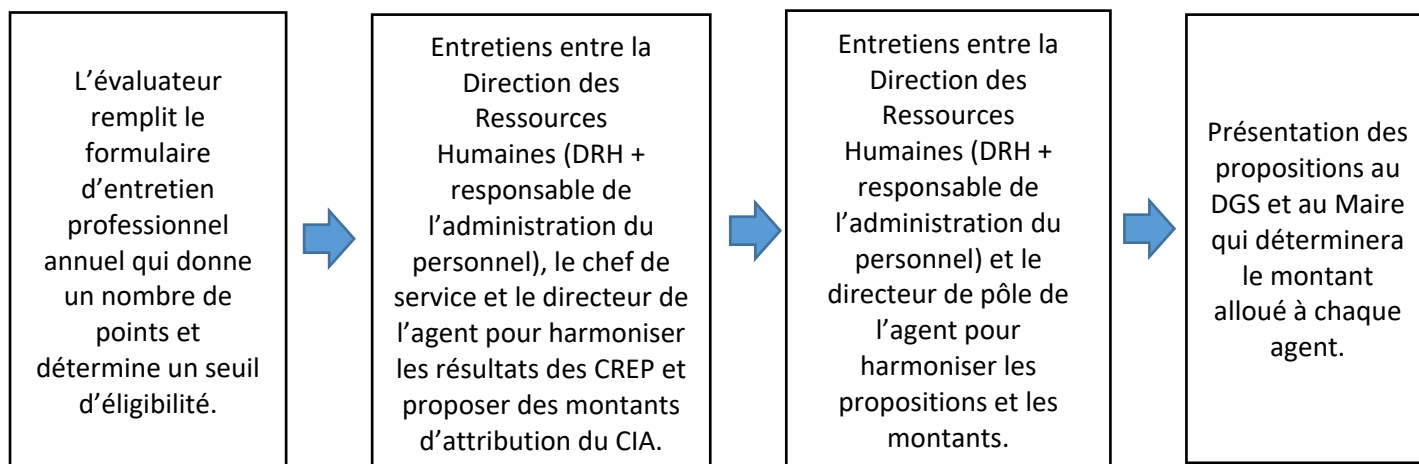 L’évaluateur
remplit le
formulaire
d’entretien
professionnel
annuel qui donne
un nombre de
points et
détermine un seuil
d’éligibilité.
Entretiens entre la
Direction des
Ressources
Humaines (DRH +
responsable de
l’administration du
personnel), le chef de
service et le directeur de
l’agent pour harmoniser
les résultats des CREP et
proposer des montants
d’attribution du CIA.
Entretiens entre la
Direction des
Ressources
Humaines (DRH +
responsable de
l’administration du
personnel) et le
directeur de pôle de
l’agent pour
harmoniser les
propositions et les
montants.
Présentation des
propositions au
DGS et au Maire
qui déterminera
le montant
alloué à chaque
agent.